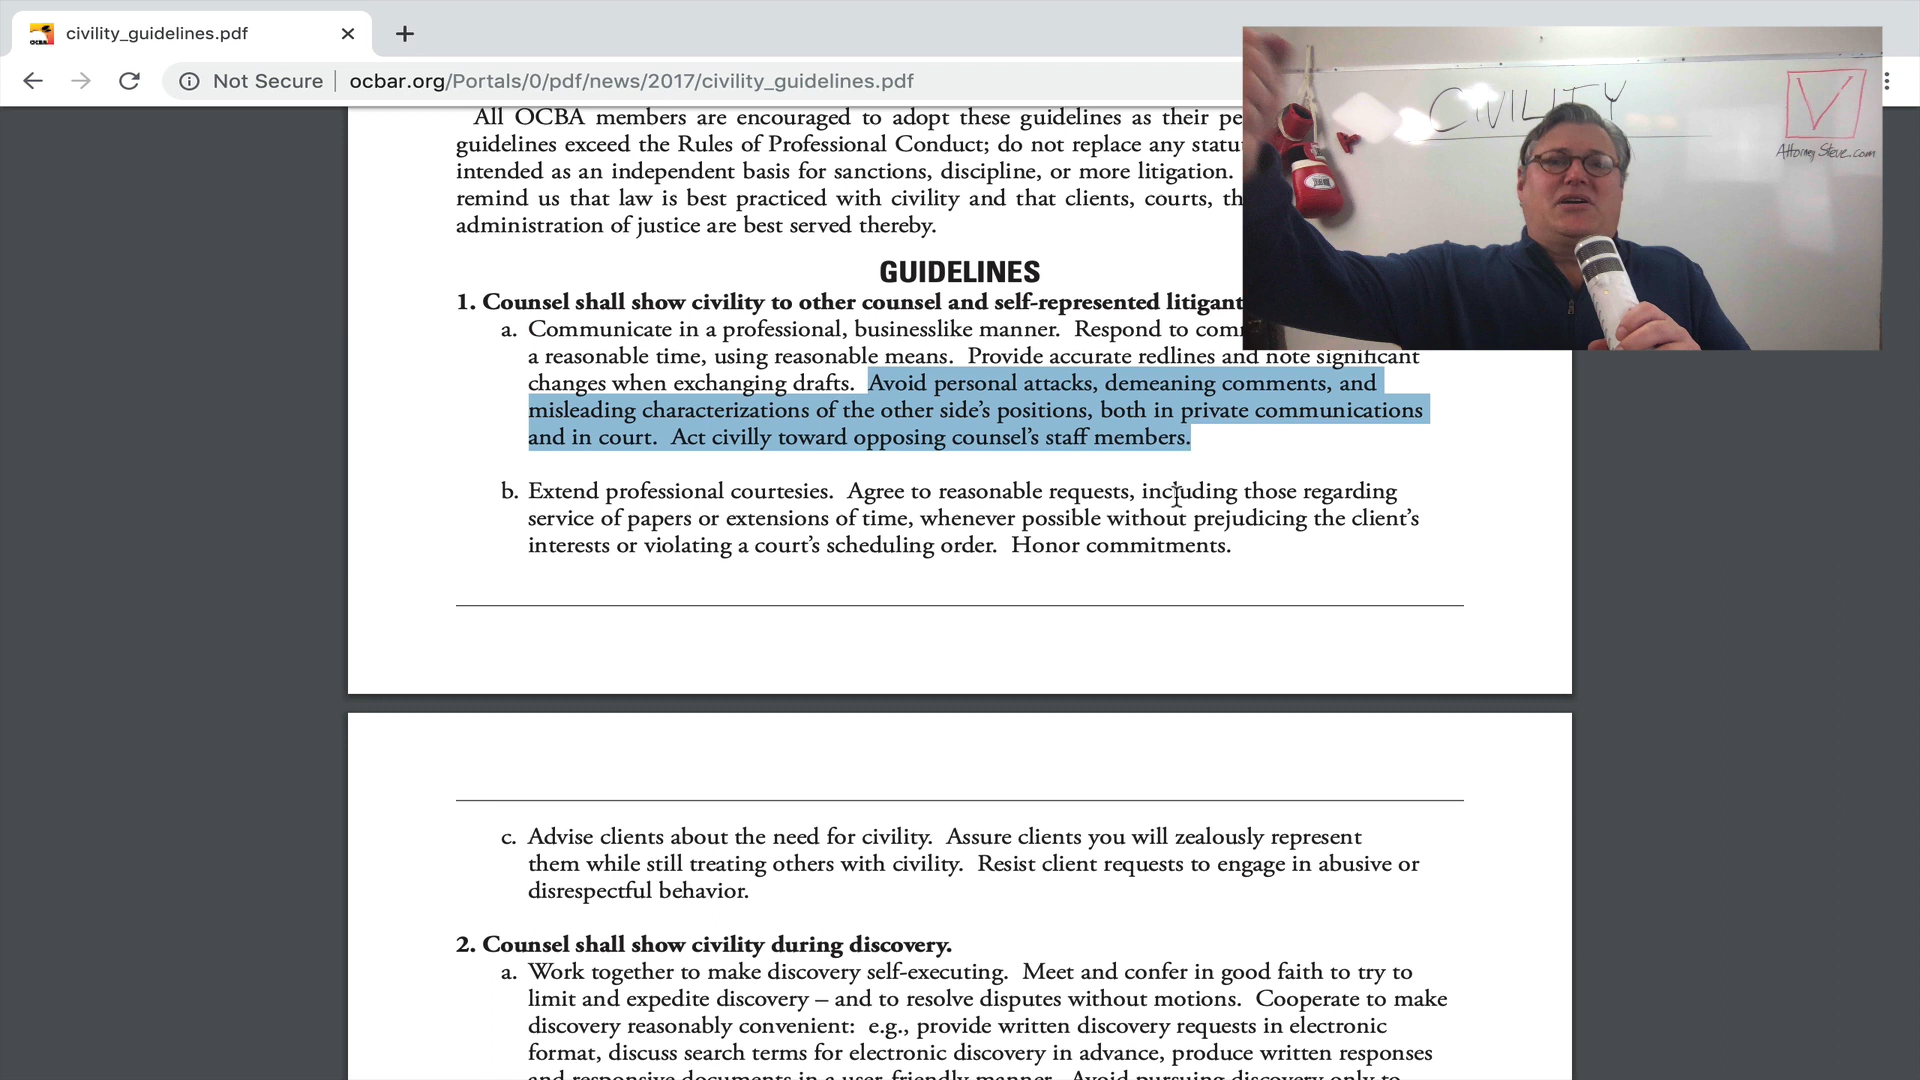 civility_guidelines.pdf
Not Secure
ocbar.org/Portals/0/pdf/news/2017/civility_guidelines.pdf
CIVILITY
AttorneySteve.com
All OCBA members are encouraged to adopt these guidelines as their
guidelines exceed the Rules of Professional Conduct; do not replace any
intended as an independent basis for sanctions, discipline, or more litigation.
remind us that law is best practiced with civility and that clients, courts,
administration of justice are best served thereby.
GUIDELINES
1. Counsel shall show civility to other counsel and self-represented
a. Communicate in a professional, businesslike manner. Respond to
a reasonable time, using reasonable means. Provide accurate redlines and note significant
changes when exchanging drafts. Avoid personal attacks, demeaning comments, and
misleading characterizations of the other side's positions, both in private communications
and in court. Act civilly toward opposing counsel's staff members.
b. Extend professional courtesies. Agree to reasonable requests, including those regarding
service of papers or extensions of time, whenever possible without prejudicing the client's
interests or violating a court's scheduling order. Honor commitments.
c. Advise clients about the need for civility. Assure clients you will zealously represent
them while still treating others with civility. Resist client requests to engage in abusive or
disrespectful behavior.
2. Counsel shall show civility during discovery.
a. Work together to make discovery self-executing. Meet and confer in good faith to try to
limit and expedite discovery – and to resolve disputes without motions. Cooperate to make
discovery reasonably convenient: e.g., provide written discovery requests in electronic
format, discuss search terms for electronic discovery in advance, produce written responses
and responsive documents in a user-friendly manner. Avoid pursuing discovery only to